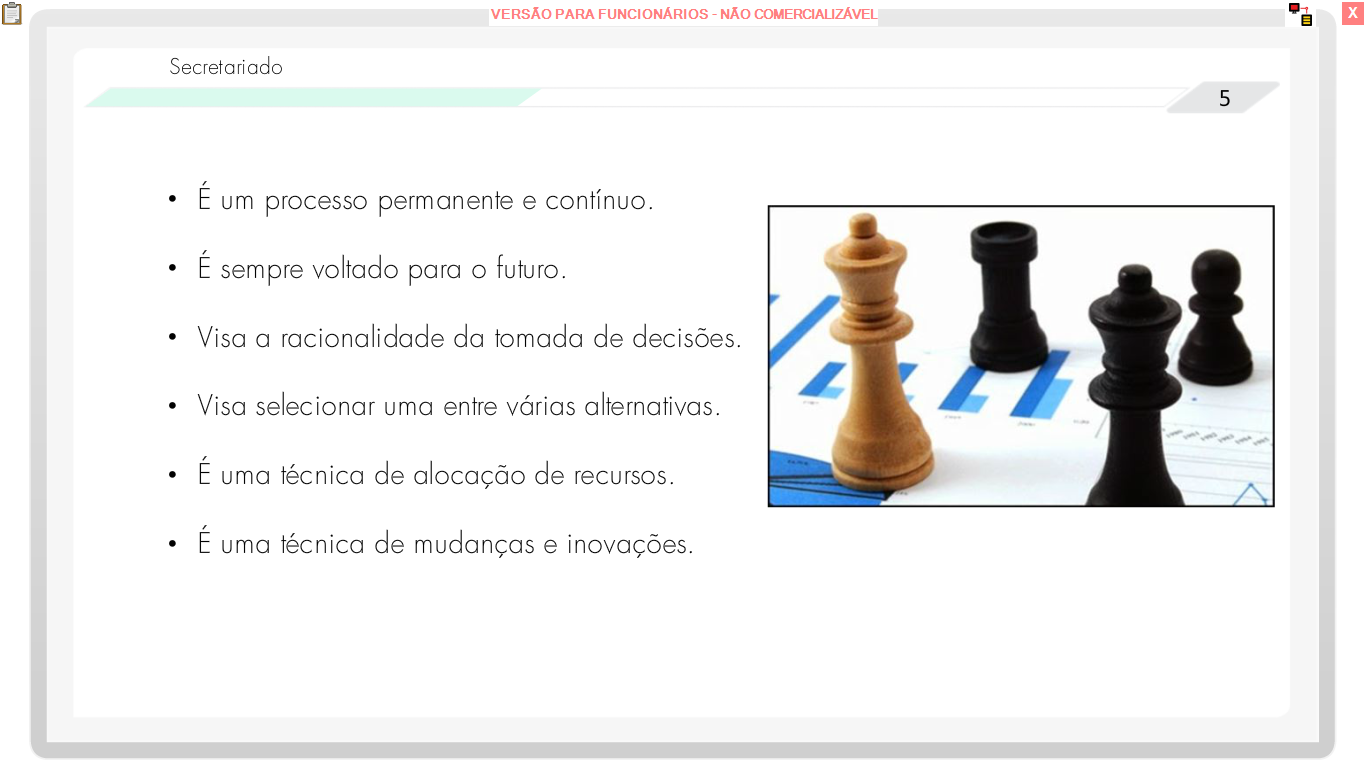 VERSÃO PARA FUNCIONÁRIOS - NÃO COMERCIALIZÁVEL
X
Secretariado
5
• É um processo permanente e contínuo.
• É sempre voltado para o futuro.
• Visa a racionalidade da tomada de decisões.
• Visa selecionar uma entre várias alternativas.
• É uma técnica de alocação de recursos.
• É uma técnica de mudanças e inovações.